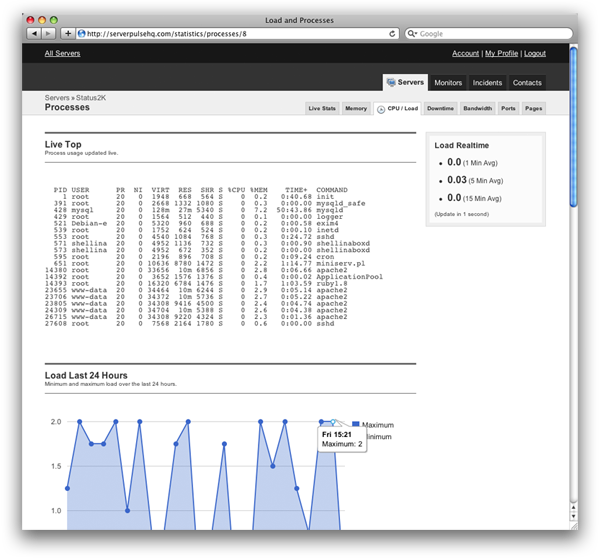 Load and Processes
http://serverpulsehq.com/statistics/processes/8
Google
All Servers
Account | My Profile | Logout
Servers Monitors Incidents Contacts
Servers » Status2K
Processes
Live Stats Memory CPU / Load Downtime Bandwidth Ports Pages
Live Top
Process usage updated live.
PID USER PR NI VIRT RES SHR S %CPU %MEM TIME+ COMMAND
1 root 20 0 1948 668 564 S 0 0.2 0:40.68 init
391 root 20 0 2668 1332 1080 S 0 0.3 0:00.00 mysqld_safe
428 mysql 20 0 128m 27m 5340 S 0 7.2 50:43.86 mysqld
429 root 20 0 1564 512 440 S 0 0.1 0:00.00 logger
521 Debian-e 20 0 5320 960 688 S 0 0.2 0:00.58 exim4
539 root 20 0 1752 624 524 S 0 0.2 0:00.10 inetd
553 root 20 0 4540 1084 768 S 0 0.3 0:24.72 sshd
571 shellina 20 0 4952 1136 732 S 0 0.3 0:00.90 shellinaboxd
573 shellina 20 0 4952 672 352 S 0 0.2 0:00.00 shellinaboxd
595 root 20 0 2196 896 708 S 0 0.2 0:09.24 cron
651 root 20 0 10636 8780 1472 S 0 2.2 1:14.77 miniserv.pl
14380 www-data 20 0 33656 10m 6856 S 0 2.8 0:06.66 apache2
14392 root 20 0 3652 1576 1376 S 0 0.4 0:00.02 ApplicationPool
14393 root 20 0 16320 6784 1476 S 0 1.7 1:03.59 ruby1.8
23655 www-data 20 0 34464 10m 6244 S 0 2.9 0:05.14 apache2
23706 www-data 20 0 34372 10m 5736 S 0 2.7 0:05.22 apache2
23805 www-data 20 0 34308 9416 4500 S 0 2.4 0:04.74 apache2
24309 www-data 20 0 34704 10m 5388 S 0 2.6 0:04.38 apache2
26715 www-data 20 0 34308 9220 4324 S 0 2.3 0:01.36 apache2
27608 root 20 0 7568 2164 1780 S 0 0.6 0:00.00 sshd
Load Realtime
0.0 (1 Min Avg)
0.03 (5 Min Avg)
0.0 (15 Min Avg)
(Update in 1 second)
Load Last 24 Hours
Minimum and maximum load over the last 24 hours.
2.0
1.5
1.0
Maximum
inimum
Fri 15:21
Maximum: 2